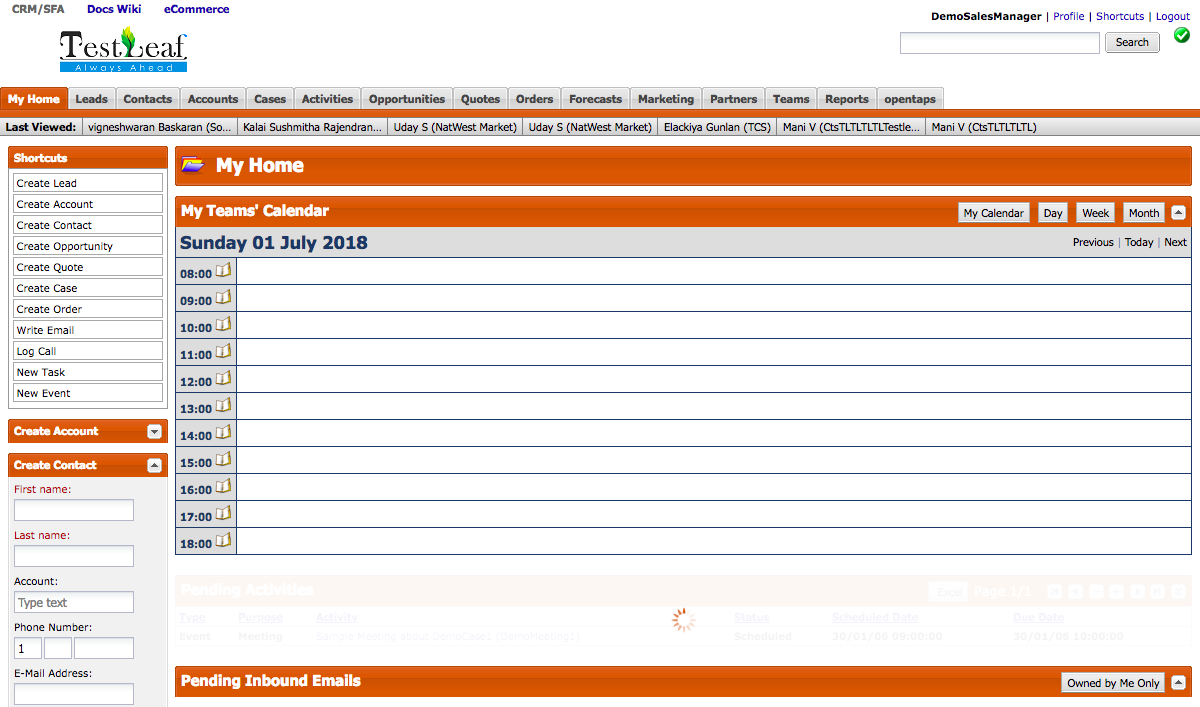 CRM/SFA Docs Wiki eCommerce
DemoSalesManager | Profile | Shortcuts | Logout
TestLeaf
Always Ahead
Search
My Home Leads Contacts Accounts Cases Activities Opportunities Quotes Orders Forecasts Marketing Partners Teams Reports opentaps
Last Viewed: vigneshwaran Baskaran (So... Kalai Sushmitha Rajendran... Uday S (NatWest Market) Uday S (NatWest Market) Elackiya Gunlan (TCS) Mani V (CtsTLTLTLTLTestle... Mani V (CtsTLTLTLTL)
Shortcuts
Create Lead
Create Account
Create Contact
Create Opportunity
Create Quote
Create Case
Create Order
Write Email
Log Call
New Task
New Event
Create Account
Create Contact
First name:
Last name:
Account:
Type text
Phone Number:
1
E-Mail Address:
My Home
My Teams' Calendar My Calendar Day Week Month
Sunday 01 July 2018 Previous | Today | Next
08:00
09:00
10:00
11:00
12:00
13:00
14:00
15:00
16:00
17:00
18:00
Pending Activities Excel Page 1/1
Type Purpose Activity Status Scheduled Date Due Date
Event Meeting Sample Meeting about DemoCase1 (DemoMeeting1) Scheduled 30/01/06 09:00:00 30/01/06 10:00:00
Pending Inbound Emails Owned by Me Only